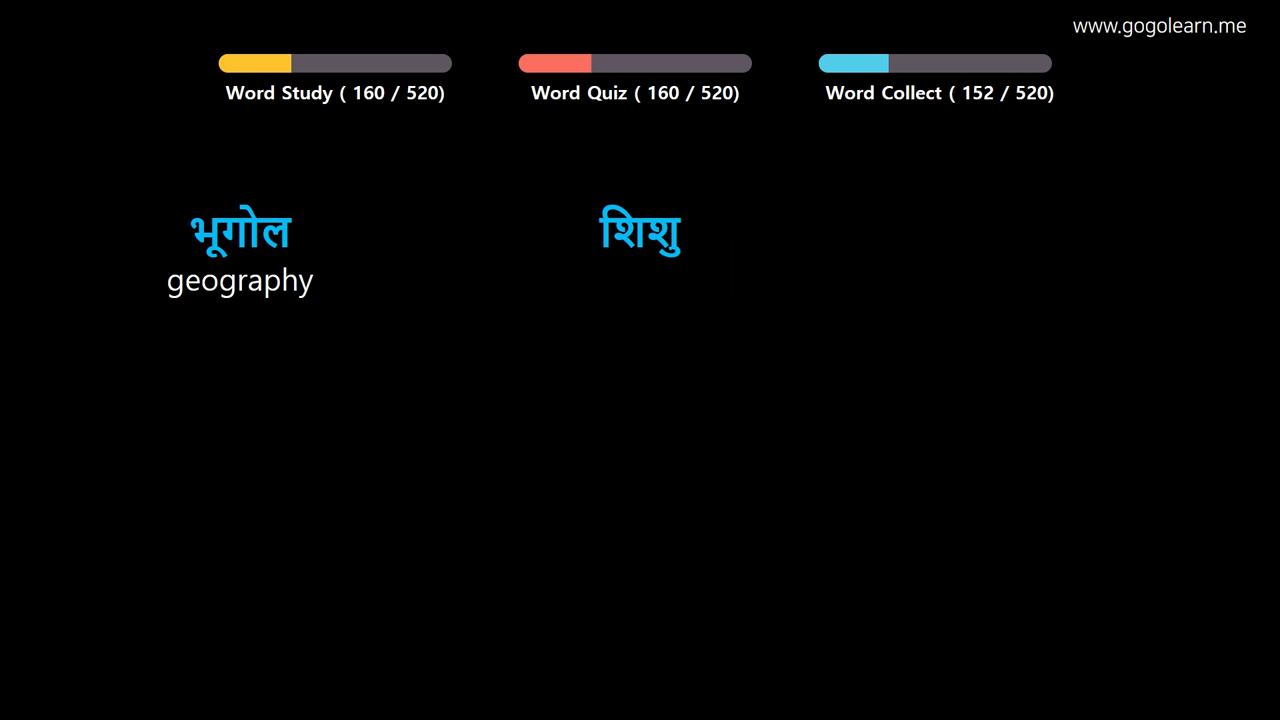 www.gogolearn.me
Word Study ( 160 / 520)
Word Quiz ( 160 / 520)
Word Collect ( 152 / 520)
भूगोल
geography
शिशु